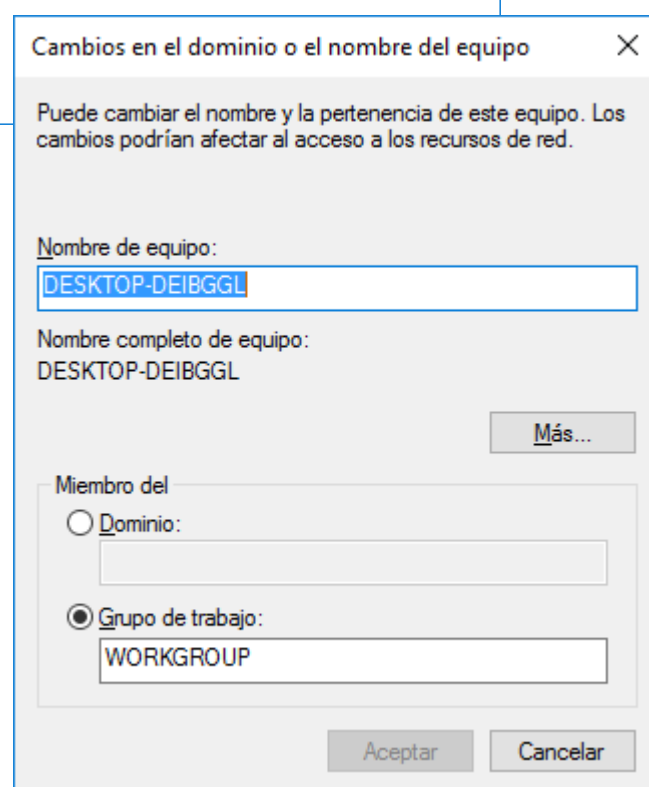 Cambios en el dominio o el nombre del equipo
Puede cambiar el nombre y la pertenencia de este equipo. Los
cambios podrían afectar al acceso a los recursos de red.
Nombre de equipo:
DESKTOP-DEIBGGL
Nombre completo de equipo:
DESKTOP-DEIBGGL
Más...
Miembro del
Dominio:
Grupo de trabajo:
WORKGROUP
Aceptar Cancelar